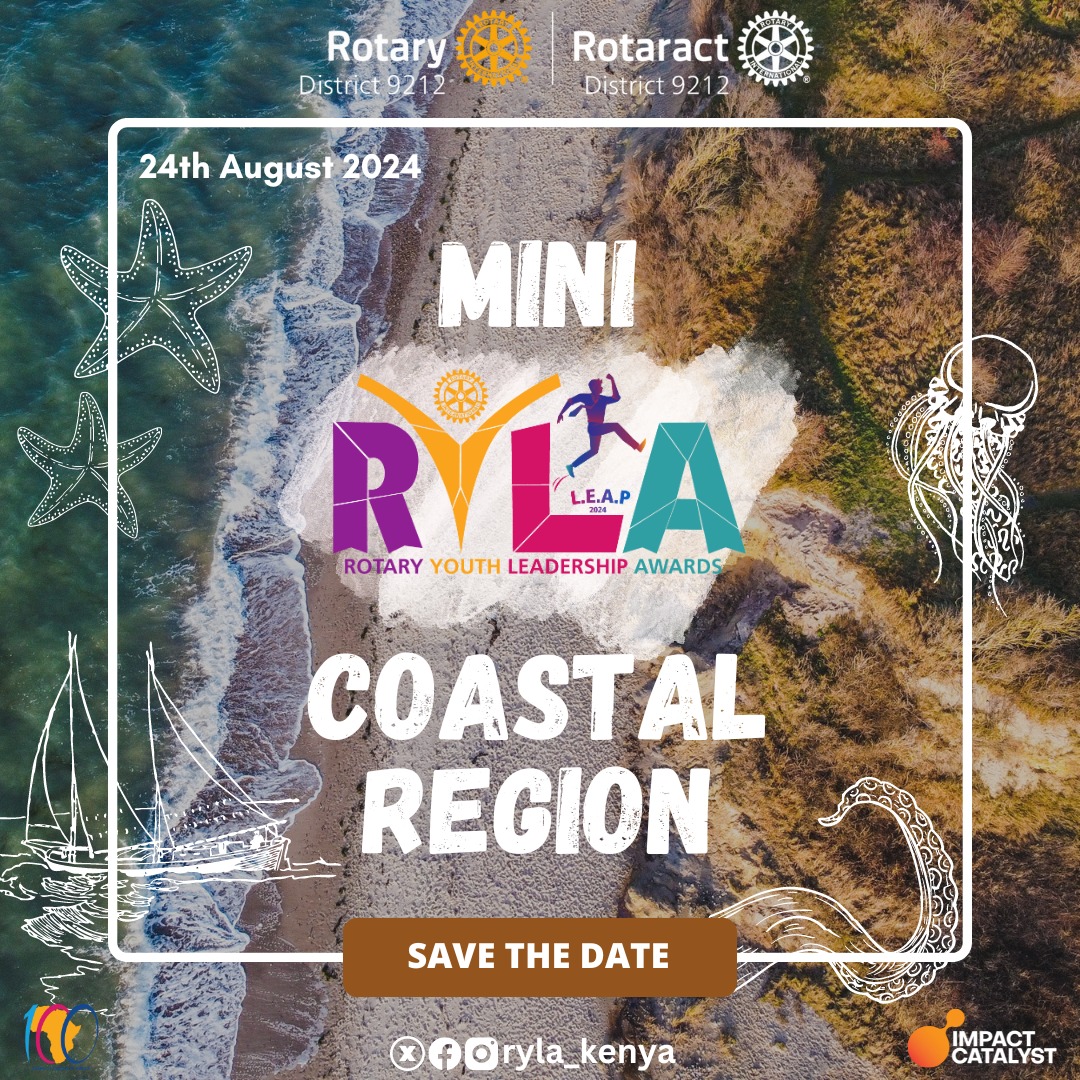 Rotary
District 9212
Rotaract
District 9212
24th August 2024
MINI
RYLA
L.E.A.P
2024
ROTARY YOUTH LEADERSHIP AWARDS
COASTAL
REGION
SAVE THE DATE
ryla_kenya
IMPACT
CATALYST